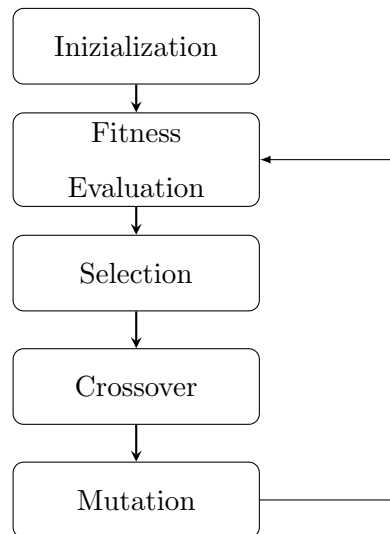 Inizialization
Fitness
Evaluation
Selection
Crossover
Mutation